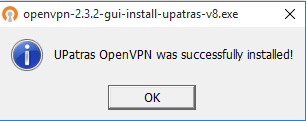 openvpn-2.3.2-gui-install-upatras-v8.exe
UPatras OpenVPN was successfully installed!
OK